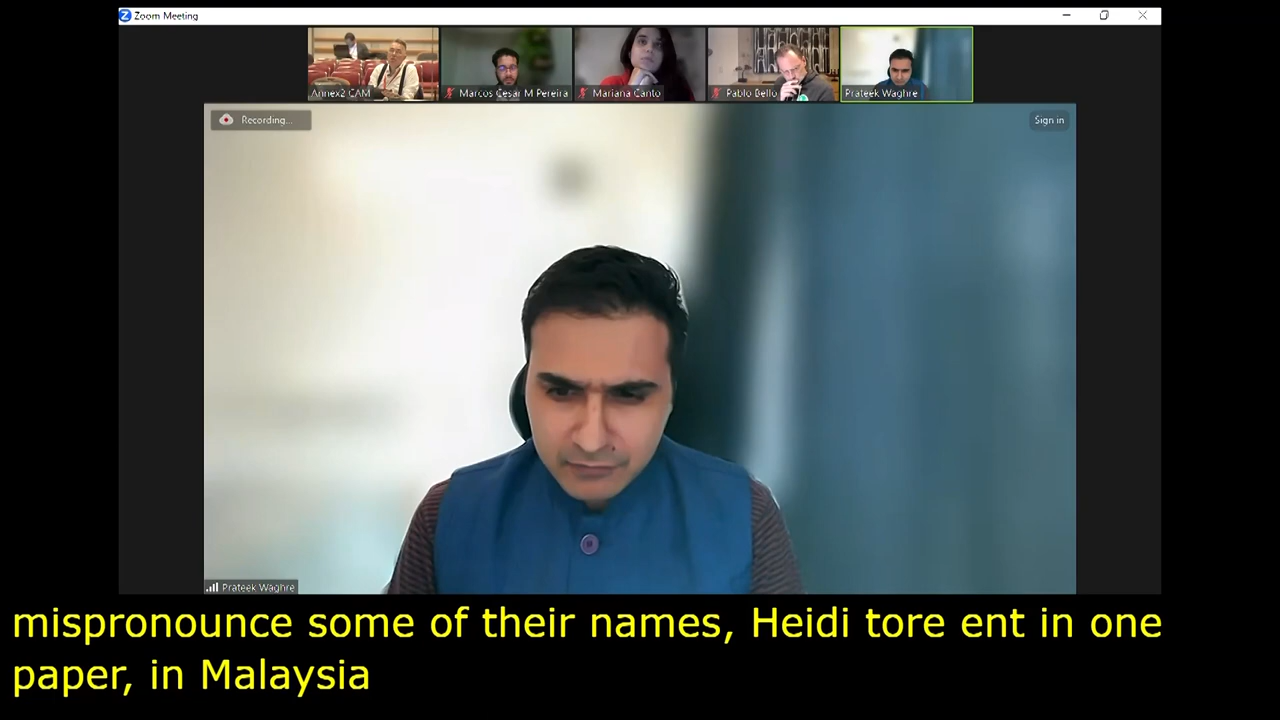 Zoom Meeting
Annex2 CAM
Marcos Cesar M Pereira
Mariana Canto
Pablo Bello
Prateek Waghre
Recording...
Sign in
Prateek Waghre
mispronounce some of their names, Heidi tore ent in one
paper, in Malaysia